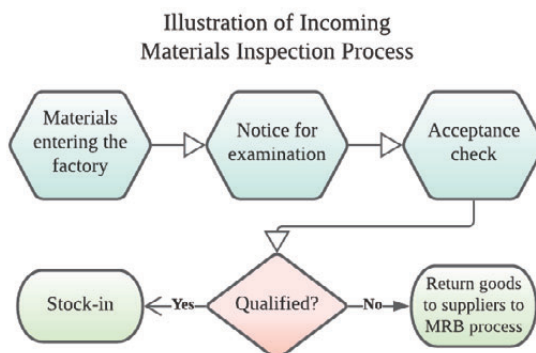 Illustration of Incoming
Materials Inspection Process
Materials
entering the
factory
Notice for
examination
Acceptance
check
Stock-in
Yes
Qualified?
No
Return goods
to suppliers to
MRB process